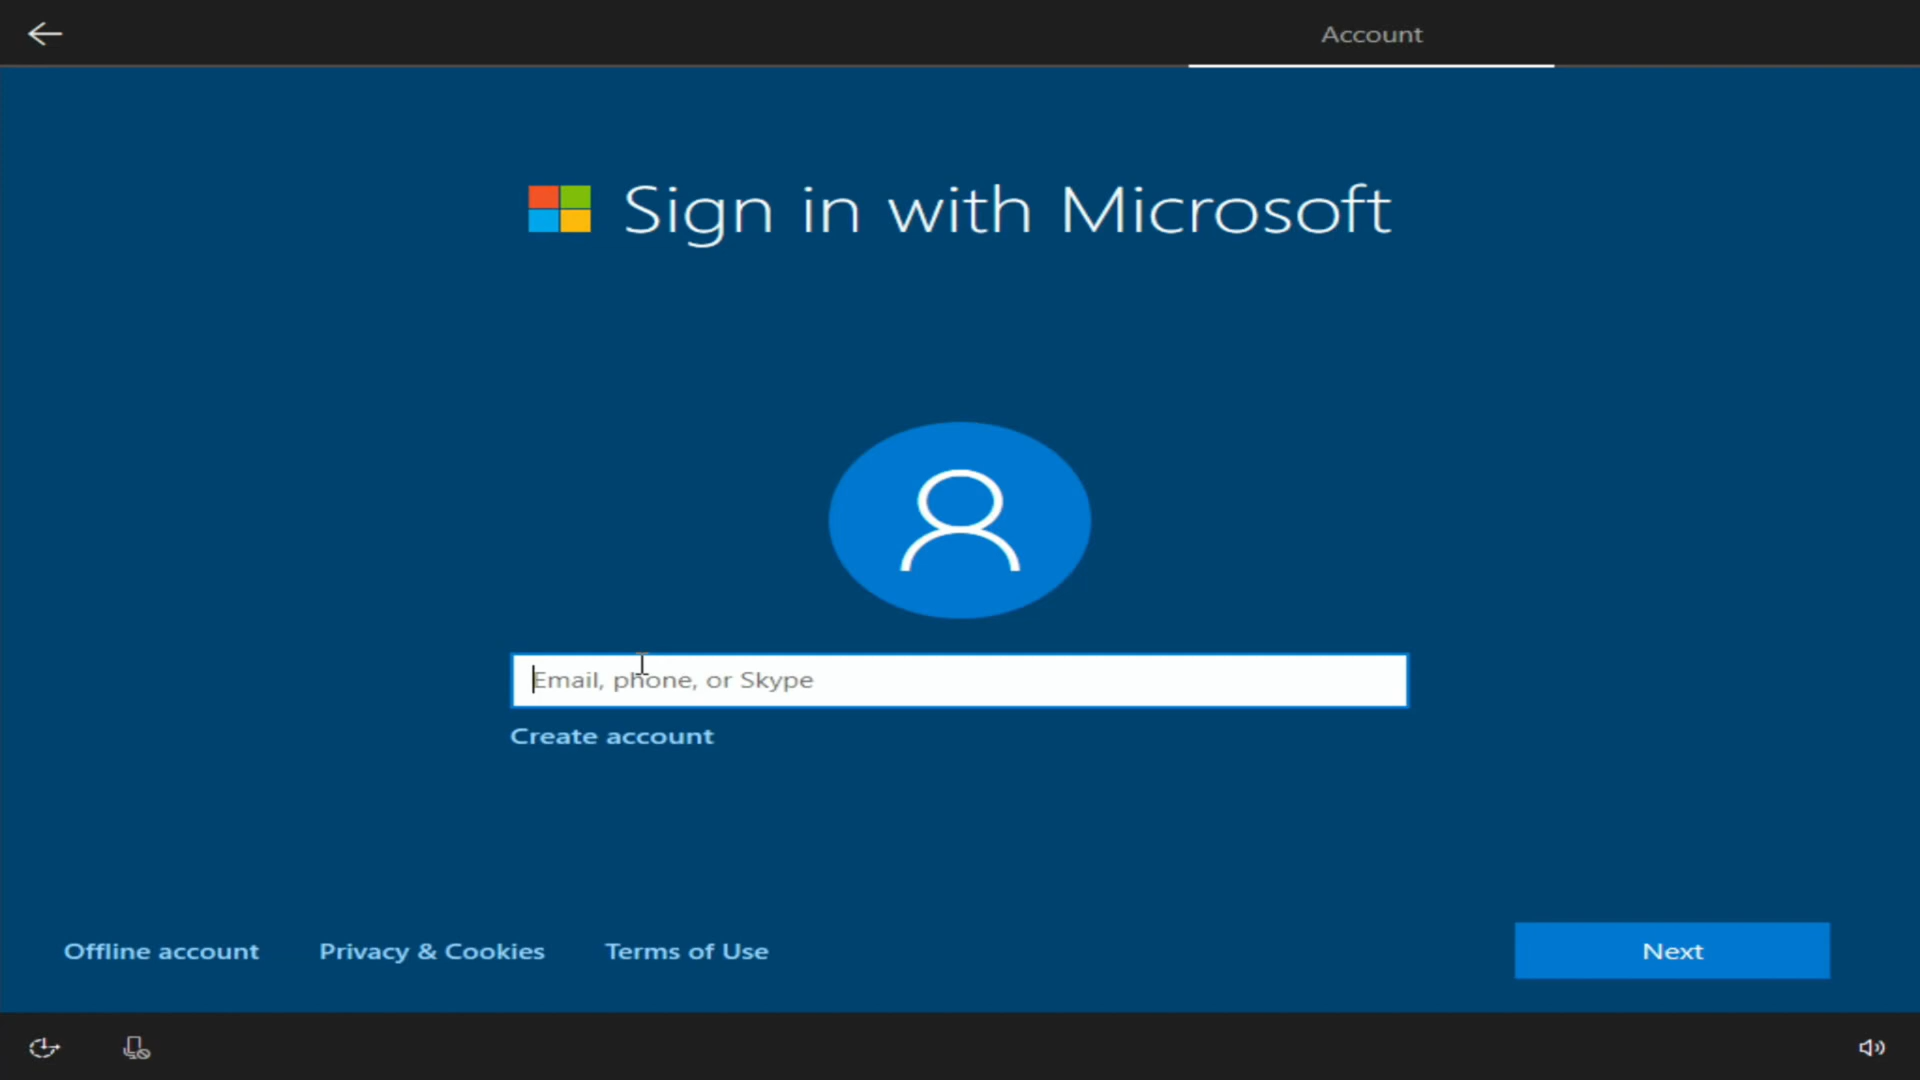 Account
Sign in with Microsoft
Email, phone, or Skype
Create account
Offline account Privacy & Cookies Terms of Use Next